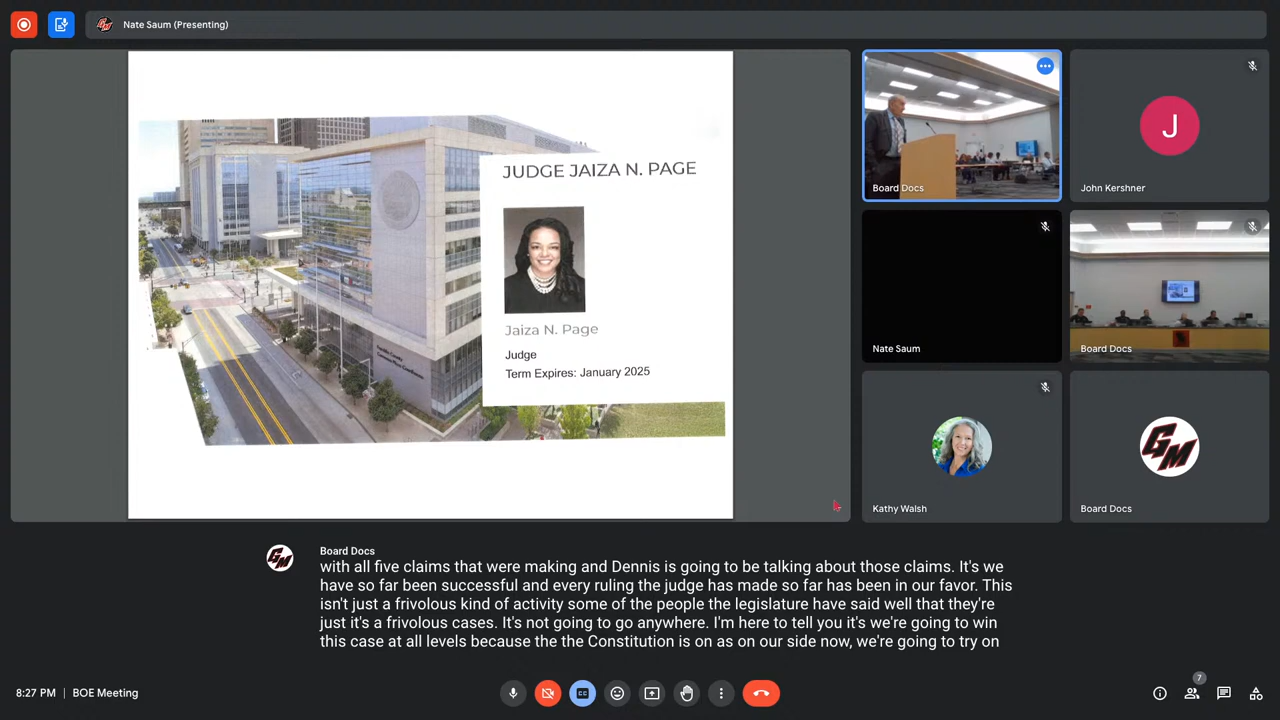 Nate Saum (Presenting)
JUDGE JAIZA N. PAGE
Jaiza N. Page
Judge
Term Expires: January 2025
Board Docs
J
John Kershner
Nate Saum
Board Docs
Kathy Walsh
GM
Board Docs
Board Docs
with all five claims that were making and Dennis is going to be talking about those claims. It's we
have so far been successful and every ruling the judge has made so far has been in our favor. This
isn't just a frivolous kind of activity some of the people the legislature have said well that they're
just it's a frivolous cases. It's not going to go anywhere. I'm here to tell you it's we're going to win
this case at all levels because the the Constitution is on as on our side now, we're going to try on
8:27 PM | BOE Meeting
CC
7